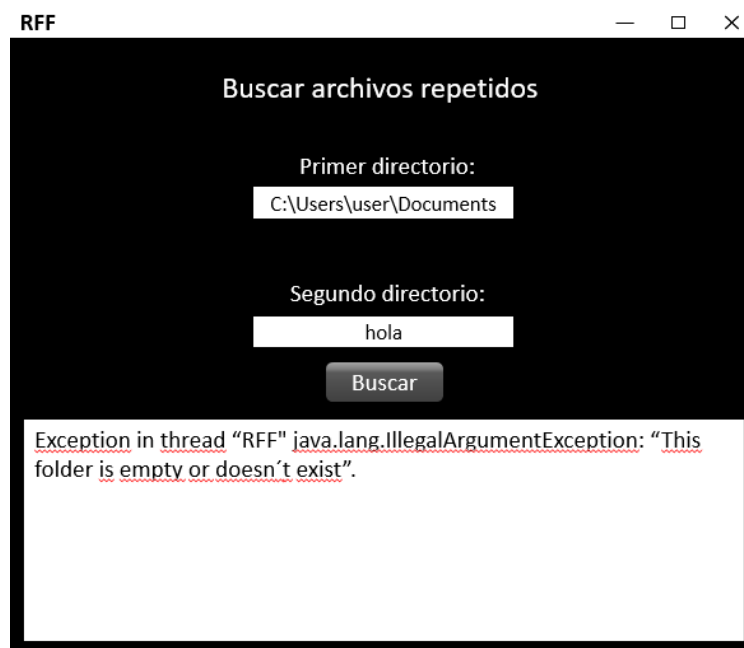 RFF
Buscar archivos repetidos
Primer directorio:
C:\Users\user\Documents
Segundo directorio:
hola
Buscar
Exception in thread “RFF" java.lang.IllegalArgumentException: “This
folder is empty or doesn´t exist”.